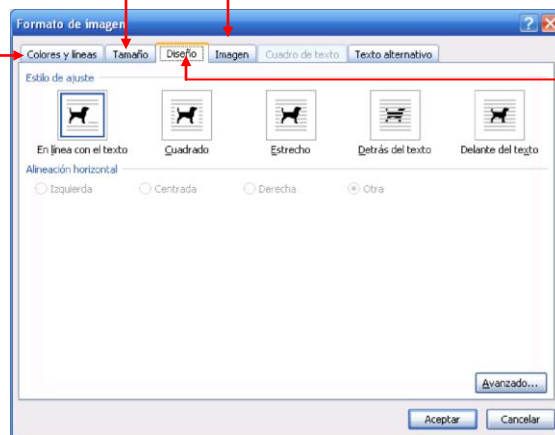 Formato de imagen
Colores y líneas Tamaño Diseño Imagen Cuadro de texto Texto alternativo
Estilo de ajuste
En línea con el texto Cuadrado Estrecho Detrás del texto Delante del texto
Alineación horizontal
Izquierda Centrada Derecha Otra
Avanzado...
Aceptar Cancelar